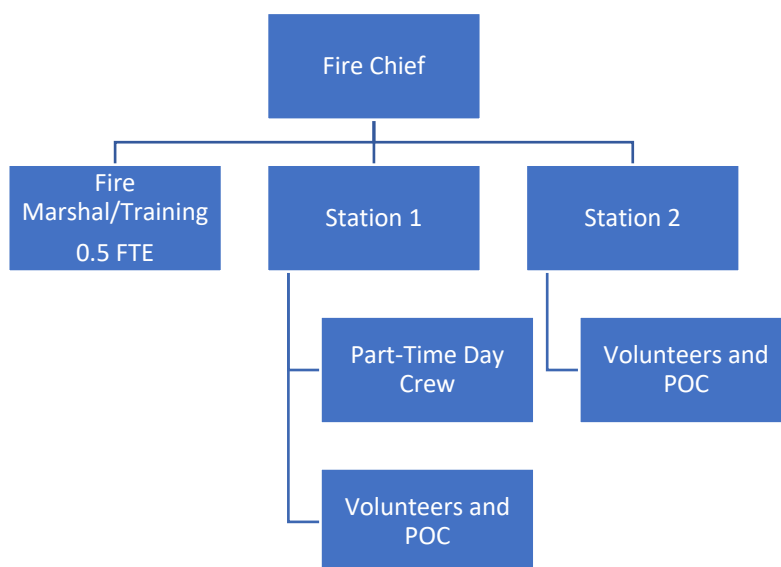 Fire Chief
Fire
Marshal/Training
0.5 FTE
Station 1
Station 2
Part-Time Day
Crew
Volunteers and
POC
Volunteers and
POC